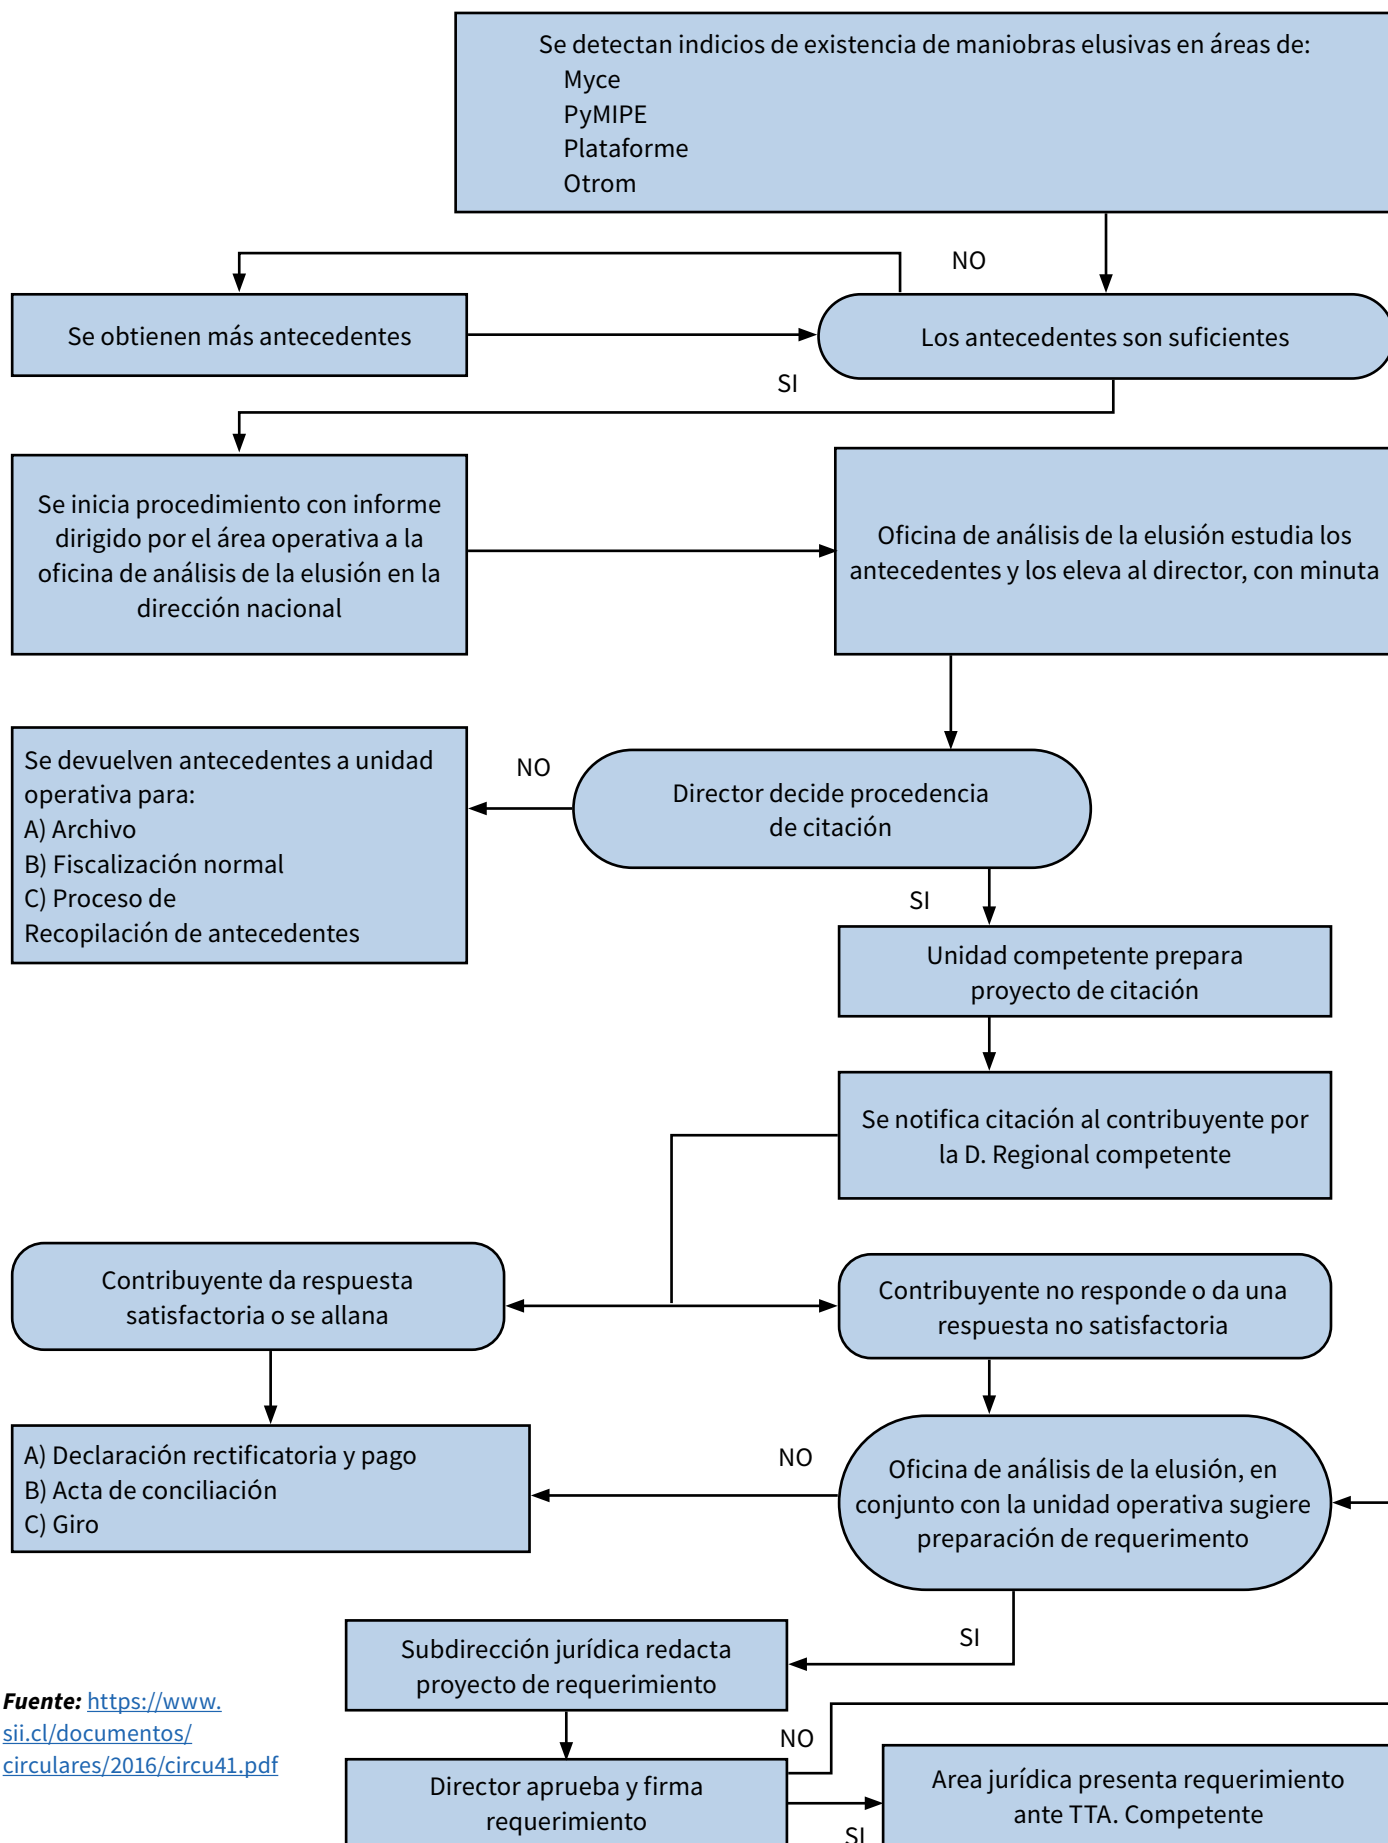 Se detectan indicios de existencia de maniobras elusivas en áreas de:
Myce
PyMIPE
Plataforme
Otrom
NO
Se obtienen más antecedentes
Los antecedentes son suficientes
SI
Se inicia procedimiento con informe
dirigido por el área operativa a la
oficina de análisis de la elusión en la
dirección nacional
Oficina de análisis de la elusión estudia los
antecedentes y los eleva al director, con minuta
Se devuelven antecedentes a unidad
operativa para:
A) Archivo
B) Fiscalización normal
C) Proceso de
Recopilación de antecedentes
NO
Director decide procedencia
de citación
SI
Unidad competente prepara
proyecto de citación
Se notifica citación al contribuyente por
la D. Regional competente
Contribuyente da respuesta
satisfactoria o se allana
Contribuyente no responde o da una
respuesta no satisfactoria
A) Declaración rectificatoria y pago
B) Acta de conciliación
C) Giro
NO
Oficina de análisis de la elusión, en
conjunto con la unidad operativa sugiere
preparación de requerimento
SI
Subdirección jurídica redacta
proyecto de requerimiento
Fuente: https://www.
sii.cl/documentos/
circulares/2016/circu41.pdf
NO
Director aprueba y firma
requerimiento
SI
Area jurídica presenta requerimiento
ante TTA. Competente